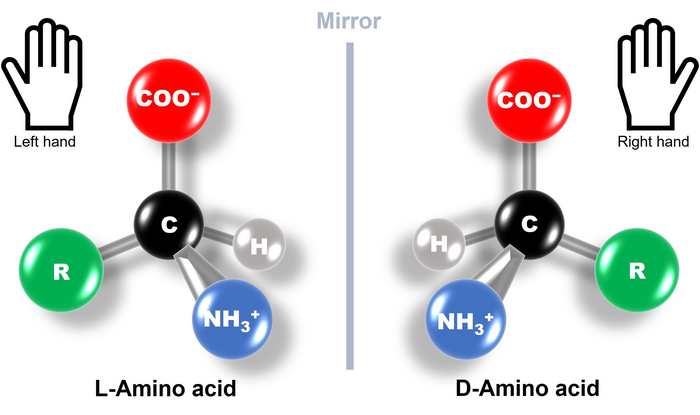 Mirror
Left hand
Right hand
COO⁻
COO⁻
C
H
R
NH₃⁺
C
H
R
NH₃⁺
L-Amino acid
D-Amino acid